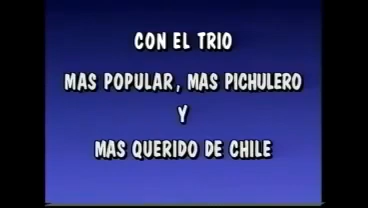 CON EL TRIO
MAS POPULAR, MAS PICHULERO
Y
MAS QUERIDO DE CHILE